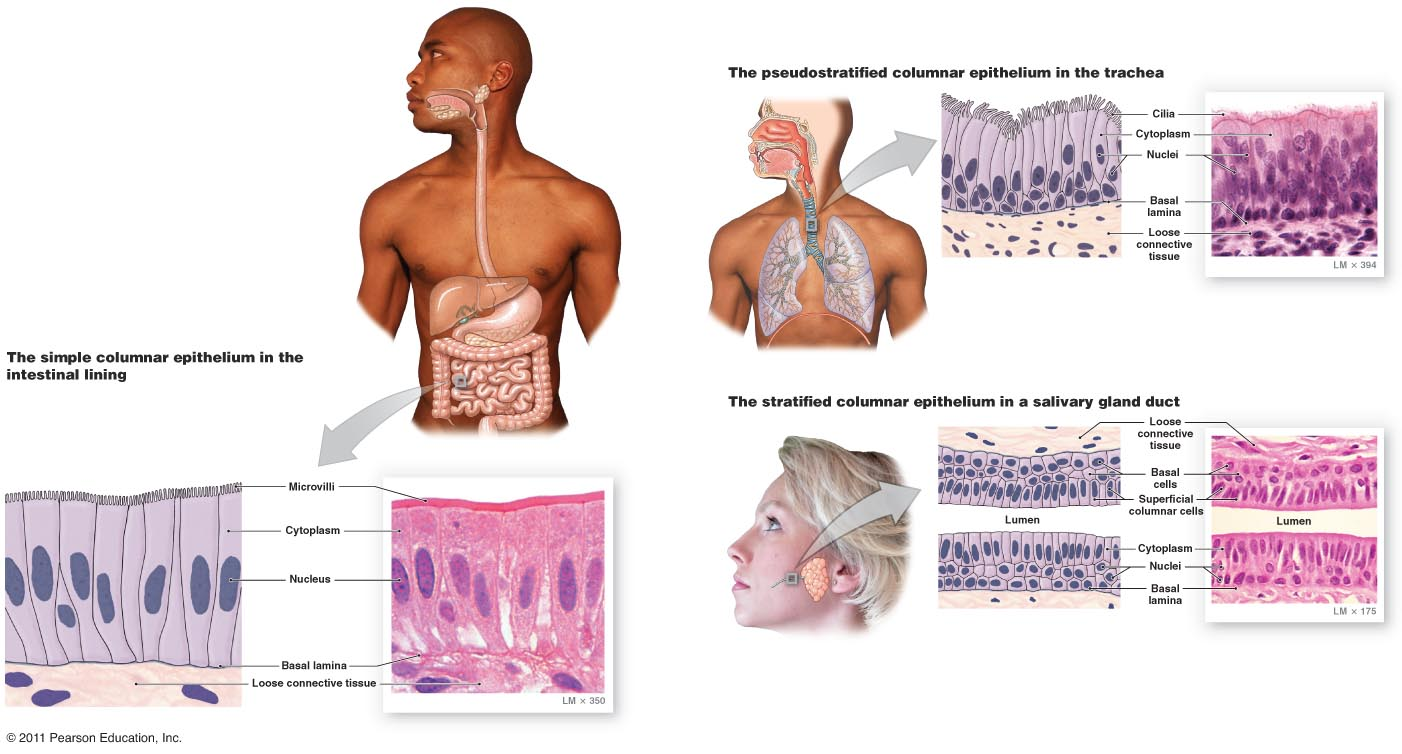 The simple columnar epithelium in the
intestinal lining
Microvilli
Cytoplasm
Nucleus
Basal lamina
Loose connective tissue
LM × 350
The pseudostratified columnar epithelium in the trachea
Cilia
Cytoplasm
Nuclei
Basal
lamina
Loose
connective
tissue
LM × 394
The stratified columnar epithelium in a salivary gland duct
Loose
connective
tissue
Basal
cells
Superficial
columnar cells
Lumen
Lumen
Cytoplasm
Nuclei
Basal
lamina
LM × 175
© 2011 Pearson Education, Inc.